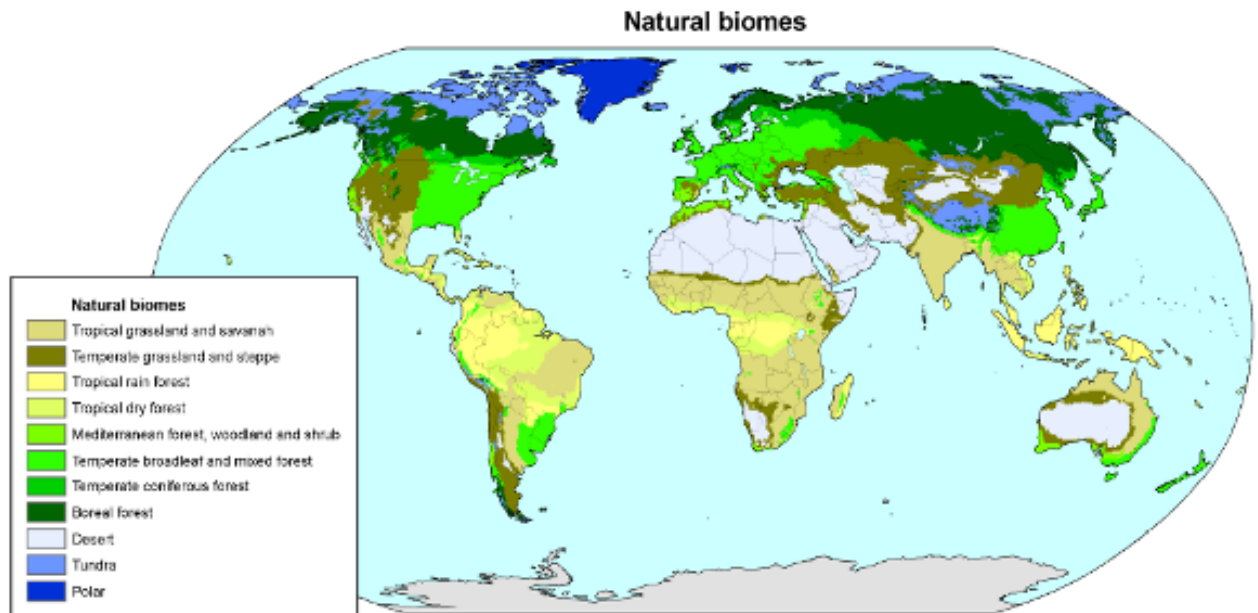 Natural biomes
Natural biomes
Tropical grassland and savanah
Temperate grassland and steppe
Tropical rain forest
Tropical dry forest
Mediterranean forest, woodland and shrub
Temperate broadleaf and mixed forest
Temperate coniferous forest
Boreal forest
Desert
Tundra
Polar